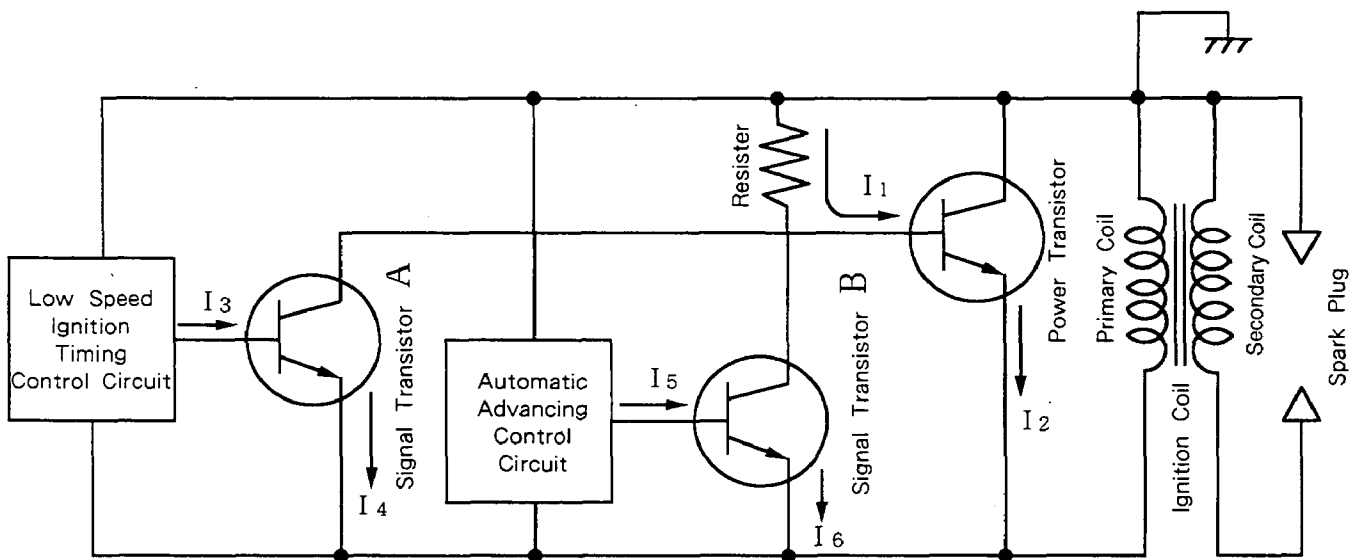 Low Speed
Ignition
Timing
Control Circuit
I3
I4
Signal Transistor A
Automatic
Advancing
Control
Circuit
I5
I6
Signal Transistor B
Resister
I1
I2
Power Transistor
Primary Coil
Ignition Coil
Secondary Coil
Spark Plug